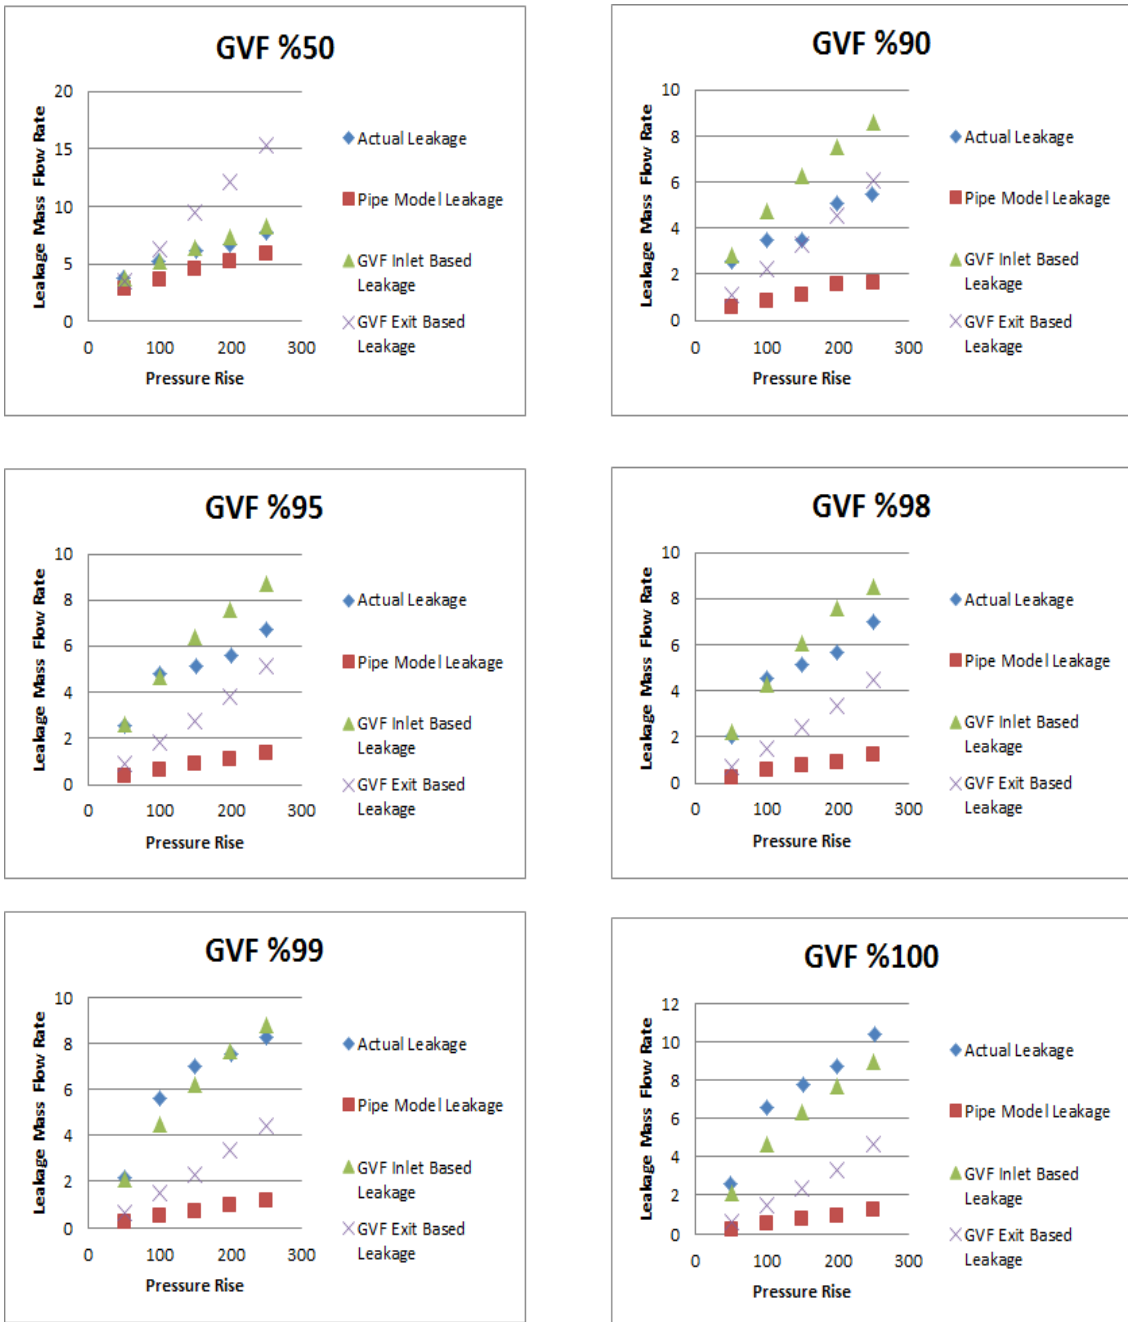 GVF %50
20
15
10
5
0
0
100
200
300
Leakage Mass Flow Rate
Pressure Rise
Actual Leakage
Pipe Model Leakage
GVF Inlet Based
Leakage
GVF Exit Based
Leakage
GVF %90
10
8
6
4
2
0
0
100
200
300
Leakage Mass Flow Rate
Pressure Rise
Actual Leakage
Pipe Model Leakage
GVF Inlet Based
Leakage
GVF Exit Based
Leakage
GVF %95
10
8
6
4
2
0
0
100
200
300
Leakage Mass Flow Rate
Pressure Rise
Actual Leakage
Pipe Model Leakage
GVF Inlet Based
Leakage
GVF Exit Based
Leakage
GVF %98
10
8
6
4
2
0
0
100
200
300
Leakage Mass Flow Rate
Pressure Rise
Actual Leakage
Pipe Model Leakage
GVF Inlet Based
Leakage
GVF Exit Based
Leakage
GVF %99
10
8
6
4
2
0
0
100
200
300
Leakage Mass Flow Rate
Pressure Rise
Actual Leakage
Pipe Model Leakage
GVF Inlet Based
Leakage
GVF Exit Based
Leakage
GVF %100
12
10
8
6
4
2
0
0
100
200
300
Leakage Mass Flow Rate
Pressure Rise
Actual Leakage
Pipe Model Leakage
GVF Inlet Based
Leakage
GVF Exit Based
Leakage